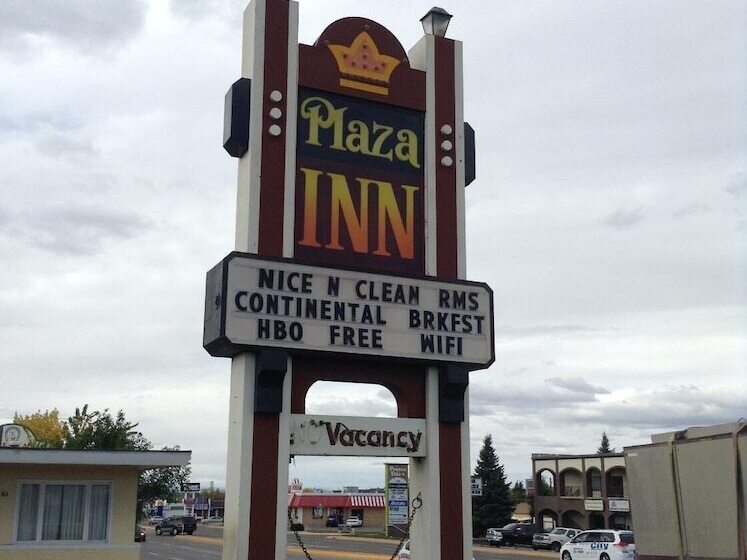 Plaza
INN
NICE N CLEAN RMS
CONTINENTAL BRKFST
HBO FREE WIFI
Vacancy